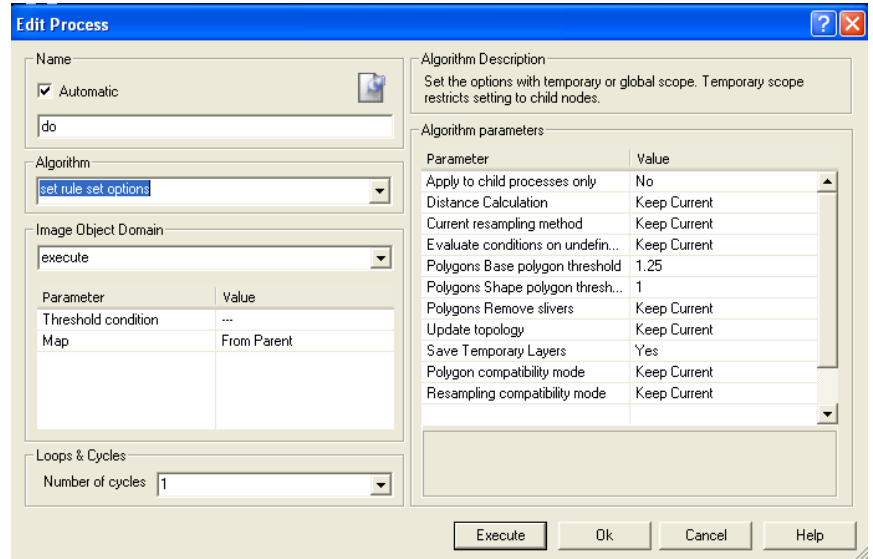 Edit Process
Name
Automatic
do
Algorithm
set rule set options
Image Object Domain
execute
Parameter Value
Threshold condition ---
Map From Parent
Loops & Cycles
Number of cycles 1
Algorithm Description
Set the options with temporary or global scope. Temporary scope
restricts setting to child nodes.
Algorithm parameters
Parameter Value
Apply to child processes only No
Distance Calculation Keep Current
Current resampling method Keep Current
Evaluate conditions on undefin... Keep Current
Polygons Base polygon threshold 1.25
Polygons Shape polygon thresh... 1
Polygons Remove slivers Keep Current
Update topology Keep Current
Save Temporary Layers Yes
Polygon compatibility mode Keep Current
Resampling compatibility mode Keep Current
Execute Ok Cancel Help